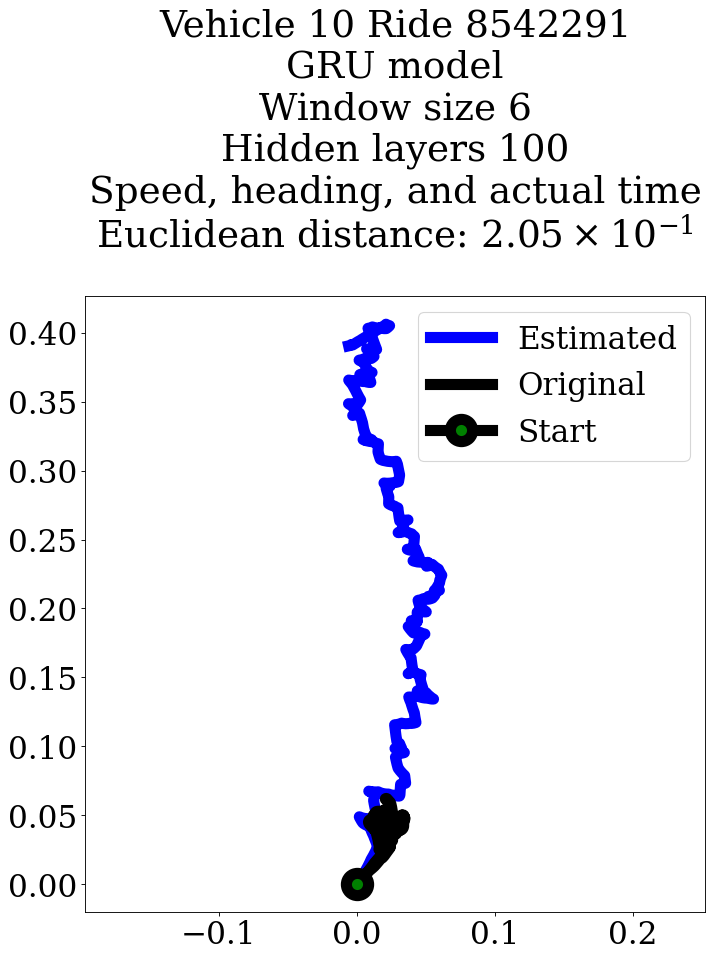 Vehicle 10 Ride 8542291
GRU model
Window size 6
Hidden layers 100
Speed, heading, and actual time
Euclidean distance: 2.05 × 10⁻¹
Estimated
Original
Start
0.40
0.35
0.30
0.25
0.20
0.15
0.10
0.05
0.00
−0.1 0.0 0.1 0.2